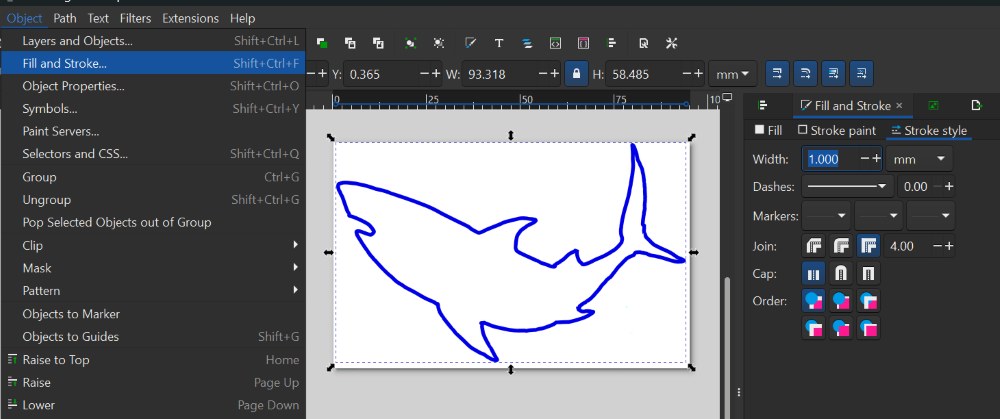 Object Path Text Filters Extensions Help
Layers and Objects... Shift+Ctrl+L
Fill and Stroke... Shift+Ctrl+F
Object Properties... Shift+Ctrl+O
Symbols... Shift+Ctrl+Y
Paint Servers...
Selectors and CSS... Shift+Ctrl+Q
Group Ctrl+G
Ungroup Shift+Ctrl+G
Pop Selected Objects out of Group
Clip
Mask
Pattern
Objects to Marker
Objects to Guides Shift+G
Raise to Top Home
Raise Page Up
Lower Page Down
Y: 0.365 W: 93.318 H: 58.485 mm
0 25 50 75 10
Fill and Stroke
Fill Stroke paint Stroke style
Width: 1.000 mm
Dashes: 0.00
Markers:
Join: 4.00
Cap:
Order: